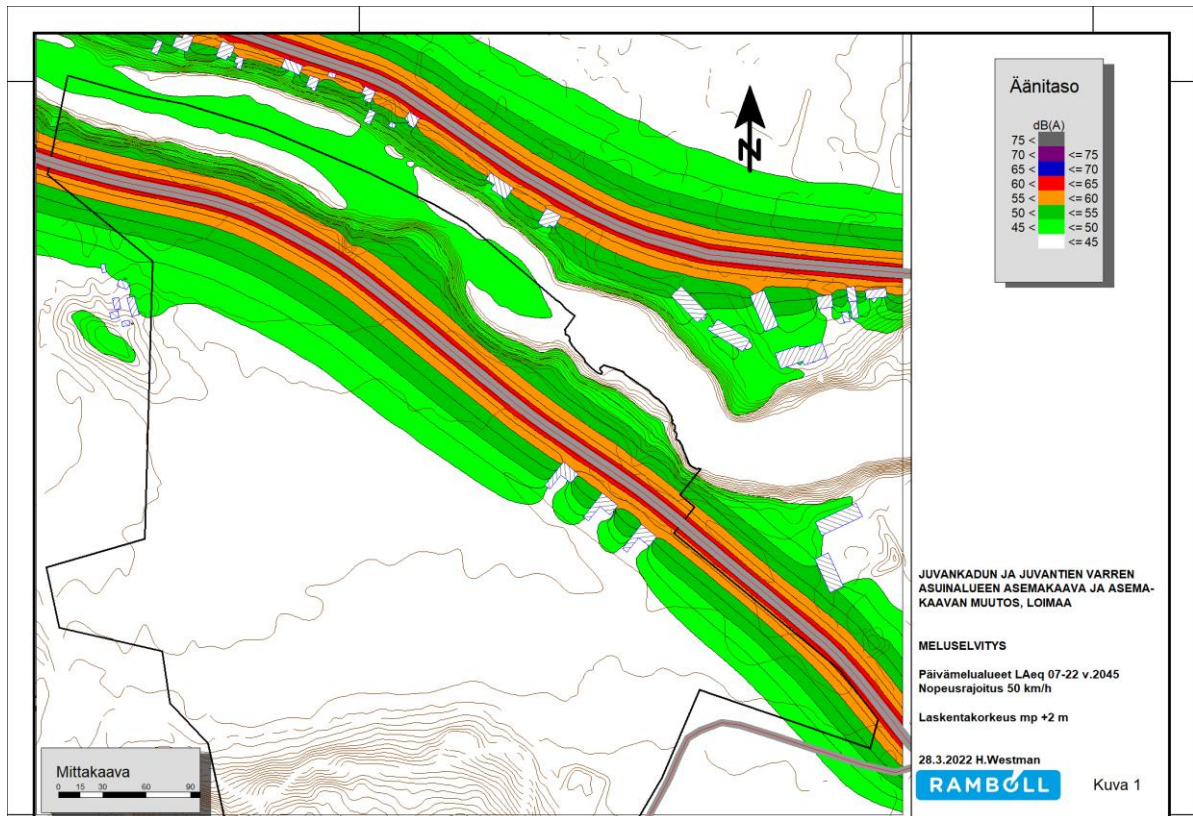 N
Äänitaso
dB(A)
75 <
70 < <= 75
65 < <= 70
60 < <= 65
55 < <= 60
50 < <= 55
45 < <= 50
<= 45
JUVANKADUN JA JUVANTIEN VARREN
ASUINALUEEN ASEMAKAAVA JA ASEMA-
KAAVAN MUUTOS, LOIMAA
MELUSELVITYS
Päivämelualueet LAeq 07-22 v.2045
Nopeusrajoitus 50 km/h
Laskentakorkeus mp +2 m
28.3.2022 H.Westman
RAMBOLL Kuva 1
Mittakaava
0 15 30 60 90